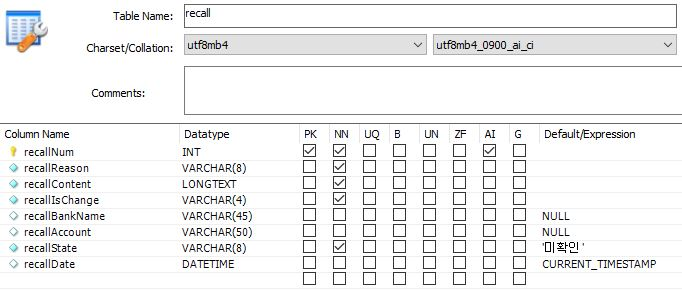 Table Name: recall
Charset/Collation: utf8mb4 utf8mb4_0900_ai_ci
Comments:
Column Name Datatype PK NN UQ B UN ZF AI G Default/Expression
recallNum INT
recallReason VARCHAR(8)
recallContent LONGTEXT
recallIsChange VARCHAR(4)
recallBankName VARCHAR(45) NULL
recallAccount VARCHAR(50) NULL
recallState VARCHAR(8) '미확인'
recallDate DATETIME CURRENT_TIMESTAMP